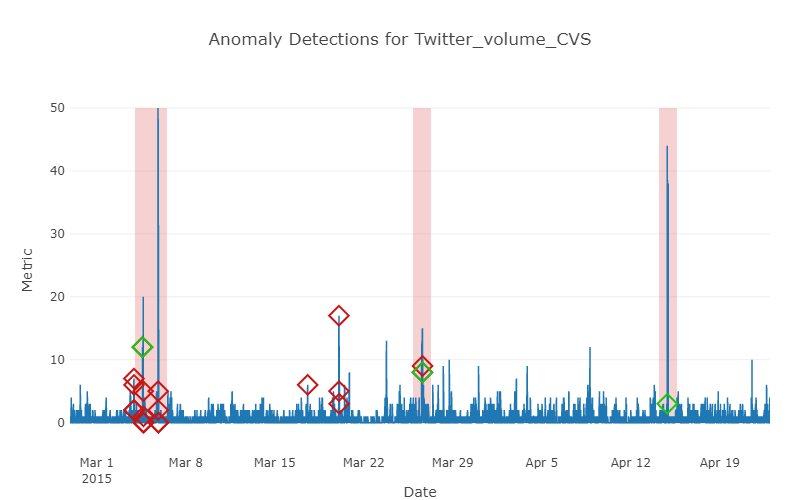 Anomaly Detections for Twitter_volume_CVS
50
40
30
20
10
0
Metric
Mar 1
2015
Mar 8
Mar 15
Mar 22
Mar 29
Apr 5
Apr 12
Apr 19
Date